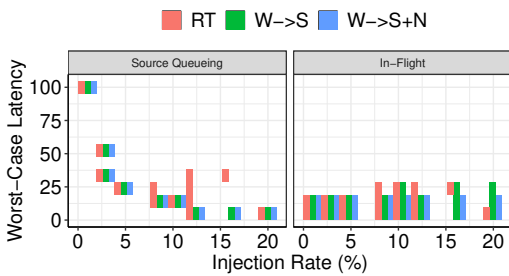 RT W->S W->S+N
Source Queueing In-Flight
Worst-Case Latency
100
75
50
25
0
0 5 10 15 20 0 5 10 15 20
Injection Rate (%)